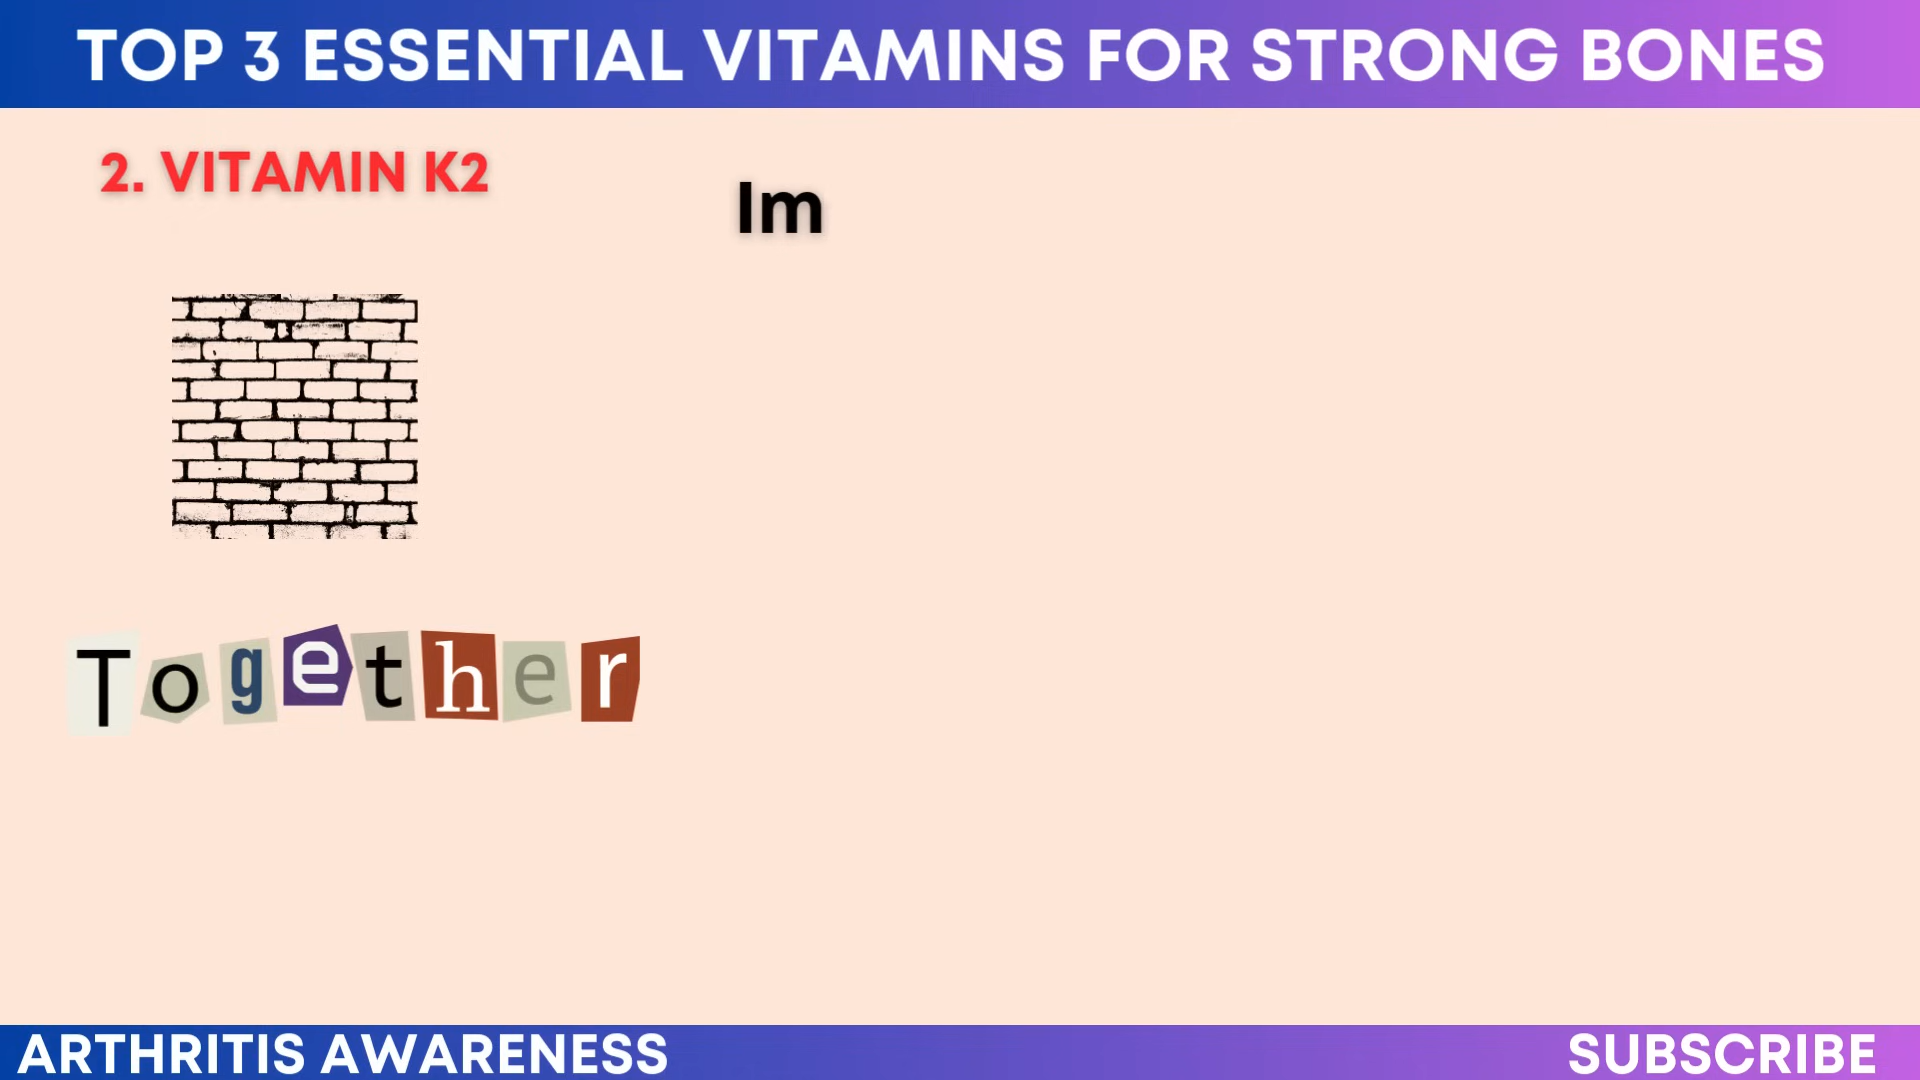 TOP 3 ESSENTIAL VITAMINS FOR STRONG BONES
2. VITAMIN K2
Im
Together
ARTHRITIS AWARENESS
SUBSCRIBE